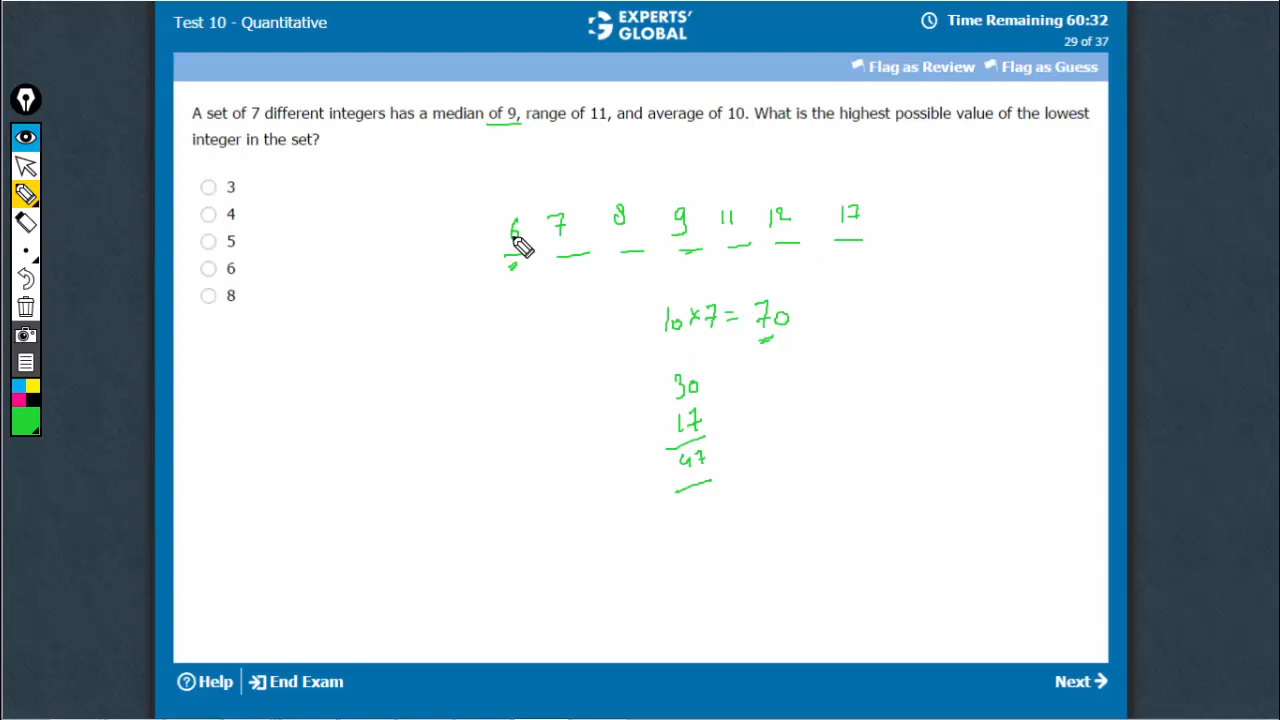 Test 10 - Quantitative
EXPERTS'
GLOBAL
Time Remaining 60:32
29 of 37
Flag as Review
Flag as Guess
A set of 7 different integers has a median of 9, range of 11, and average of 10. What is the highest possible value of the lowest
integer in the set?
3
4
5
6
8
6 7 8 9 11 12 17
10 × 7 = 70
30
17
47
Help
End Exam
Next